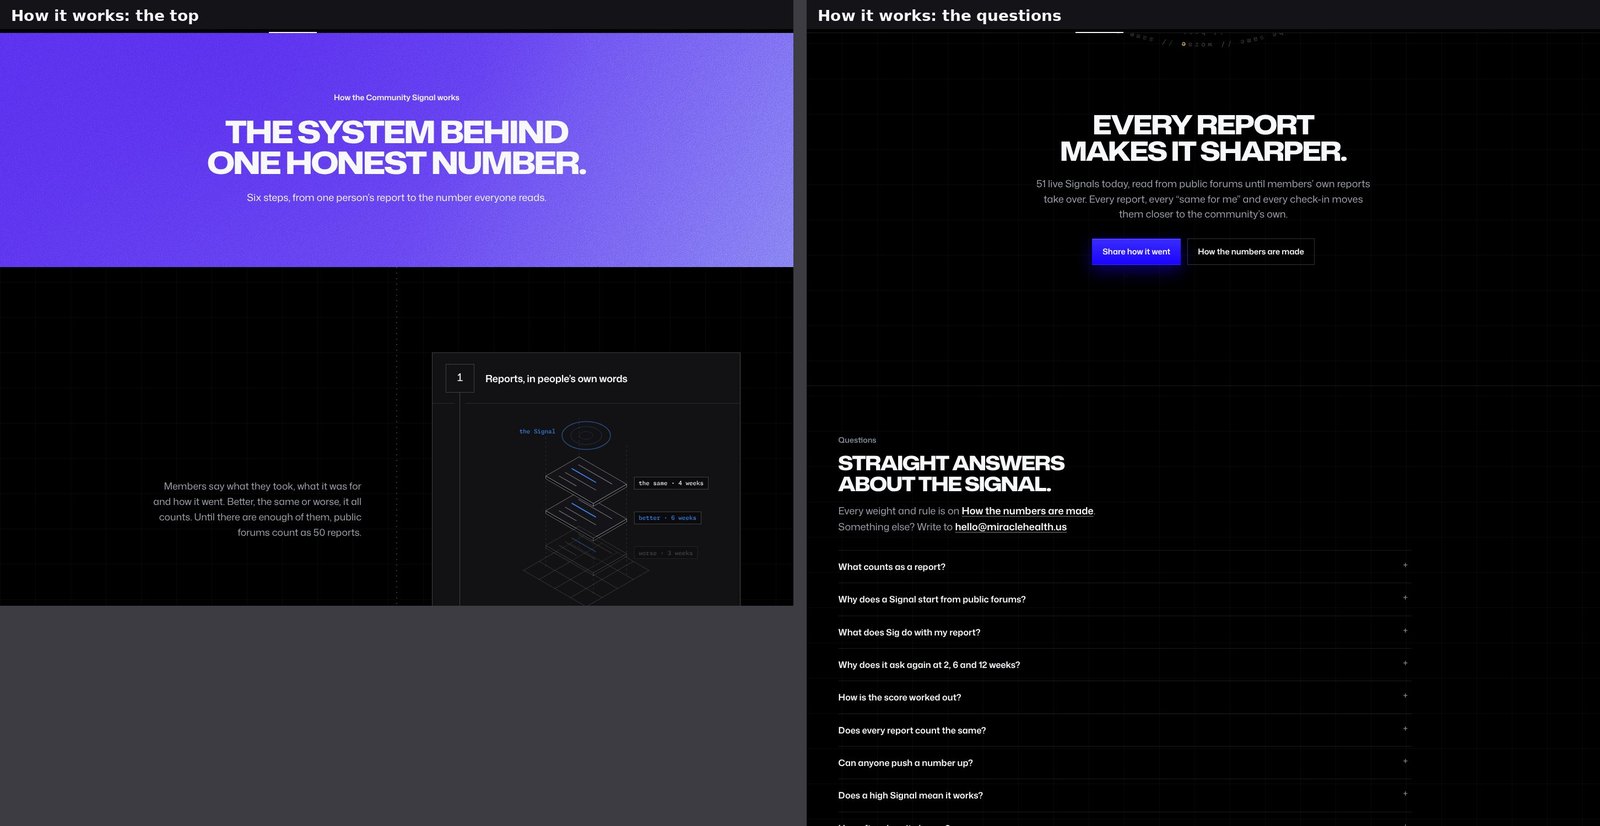 How it works: the top
How the Community Signal works
THE SYSTEM BEHIND
ONE HONEST NUMBER.
Six steps, from one person's report to the number everyone reads.
1
Reports, in people's own words
the Signal
the same • 4 weeks
better • 6 weeks
worse • 3 weeks
Members say what they took, what it was for
and how it went. Better, the same or worse, it all
counts. Until there are enough of them, public
forums count as 50 reports.
How it works: the questions
EVERY REPORT
MAKES IT SHARPER.
51 live Signals today, read from public forums until members' own reports
take over. Every report, every “same for me” and every check-in moves
them closer to the community's own.
Share how it went
How the numbers are made
Questions
STRAIGHT ANSWERS
ABOUT THE SIGNAL.
Every weight and rule is on How the numbers are made.
Something else? Write to hello@miraclehealth.us
What counts as a report? +
Why does a Signal start from public forums? +
What does Sig do with my report? +
Why does it ask again at 2, 6 and 12 weeks? +
How is the score worked out? +
Does every report count the same? +
Can anyone push a number up? +
Does a high Signal mean it works? +